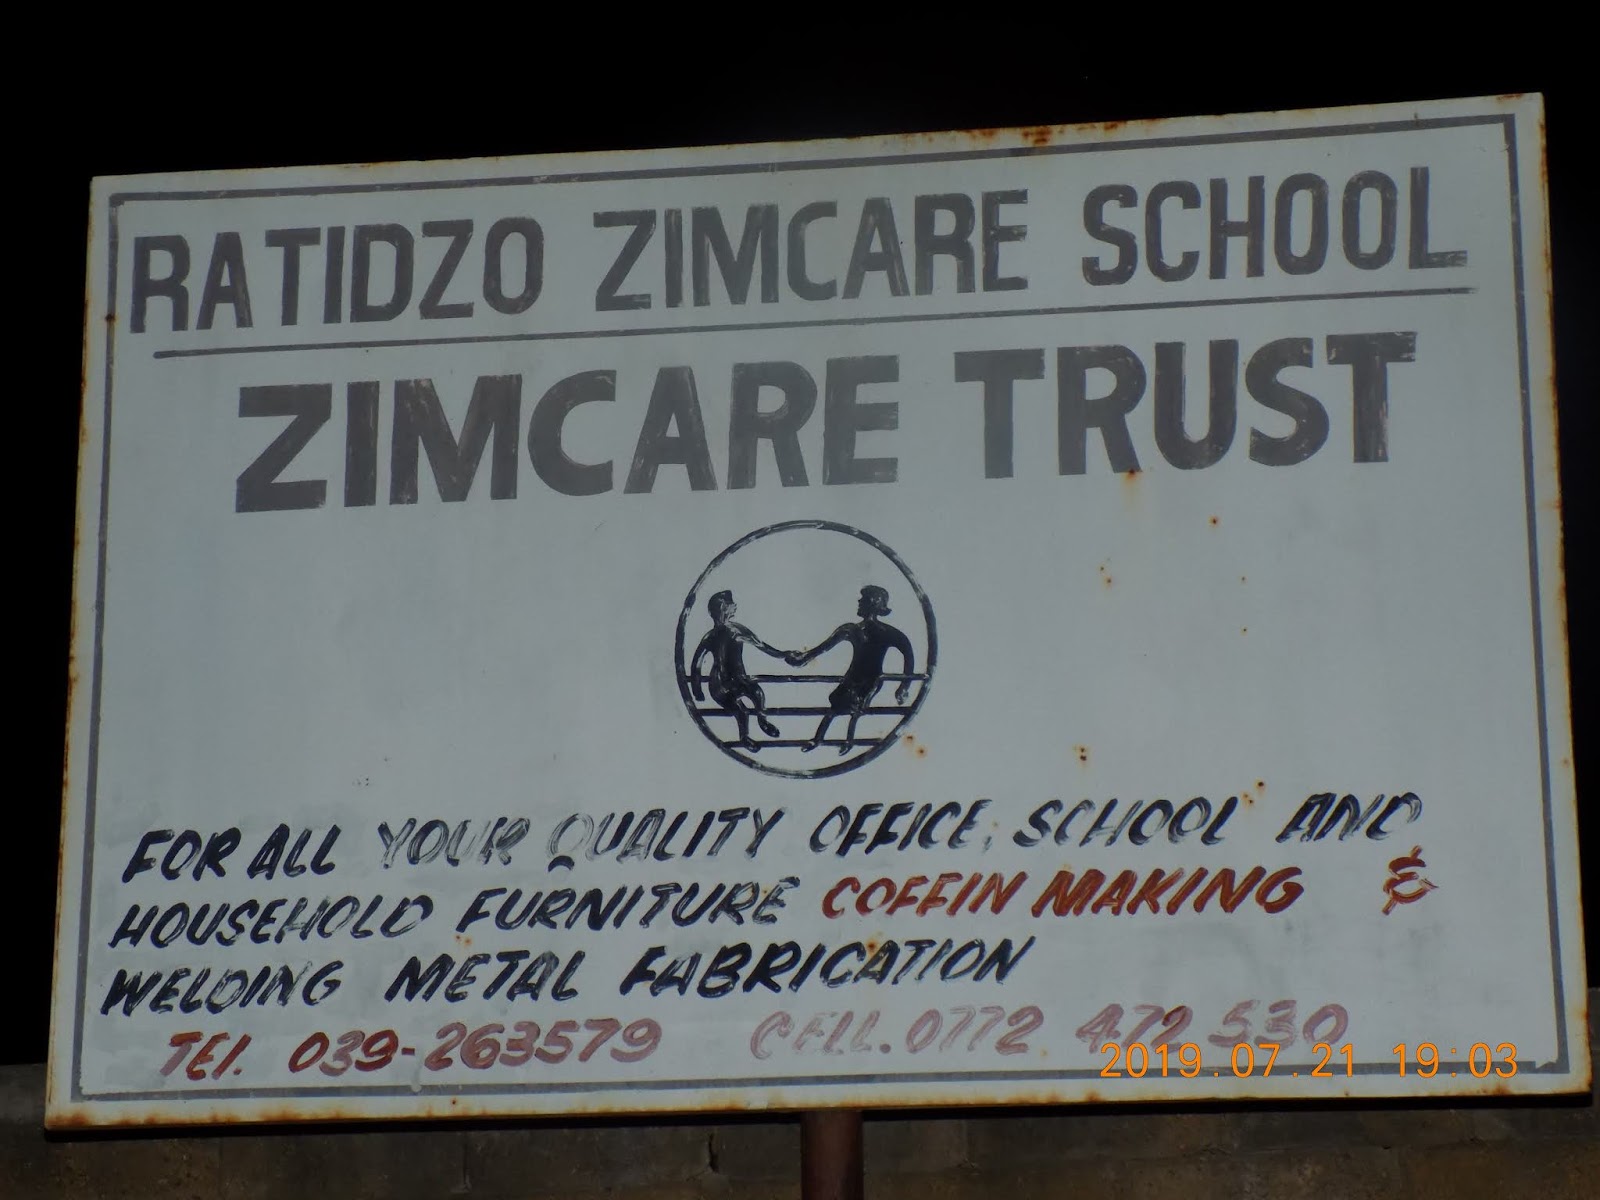 RATIDZO ZIMCARE SCHOOL
ZIMCARE TRUST
FOR ALL YOUR QUALITY OFFICE, SCHOOL AND
HOUSEHOLD FURNITURE COFFIN MAKING &
WELDING METAL FABRICATION
TEl. 039-263579 CELL. 0772 472 530
2019.07.21 19:03